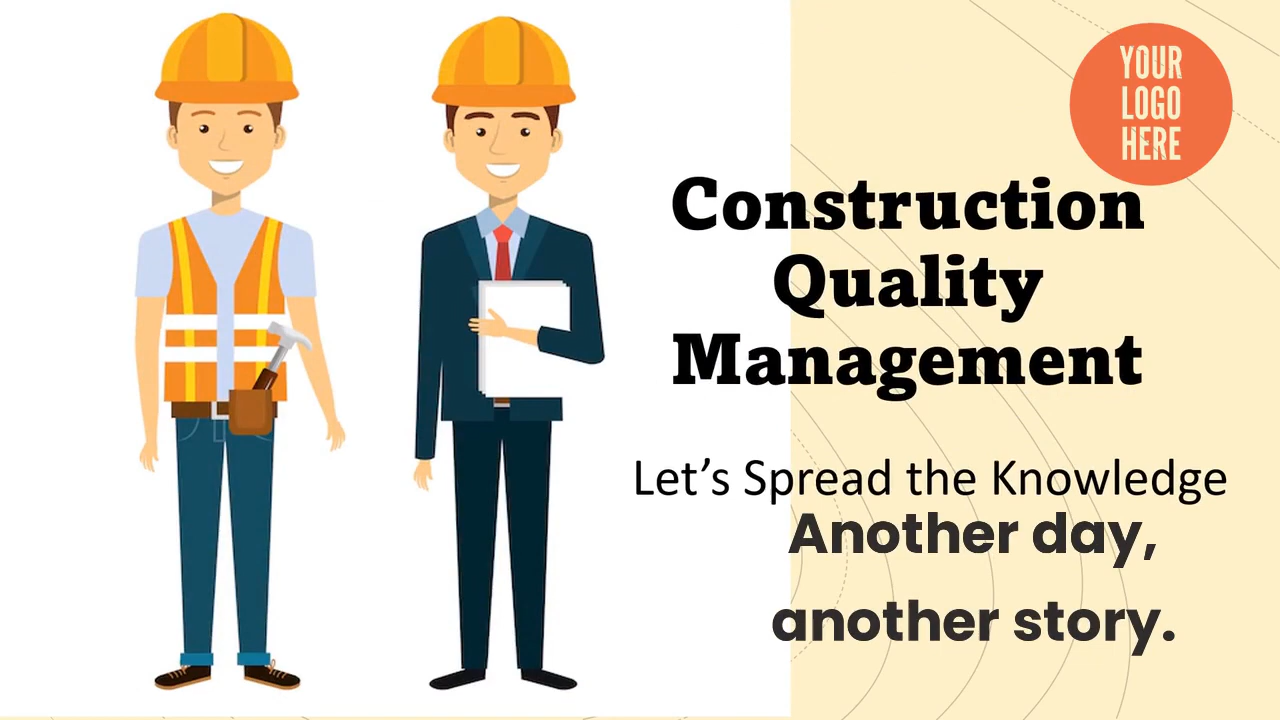 YOUR
LOGO
HERE
Construction
Quality
Management
Let’s Spread the Knowledge
Another day,
another story.